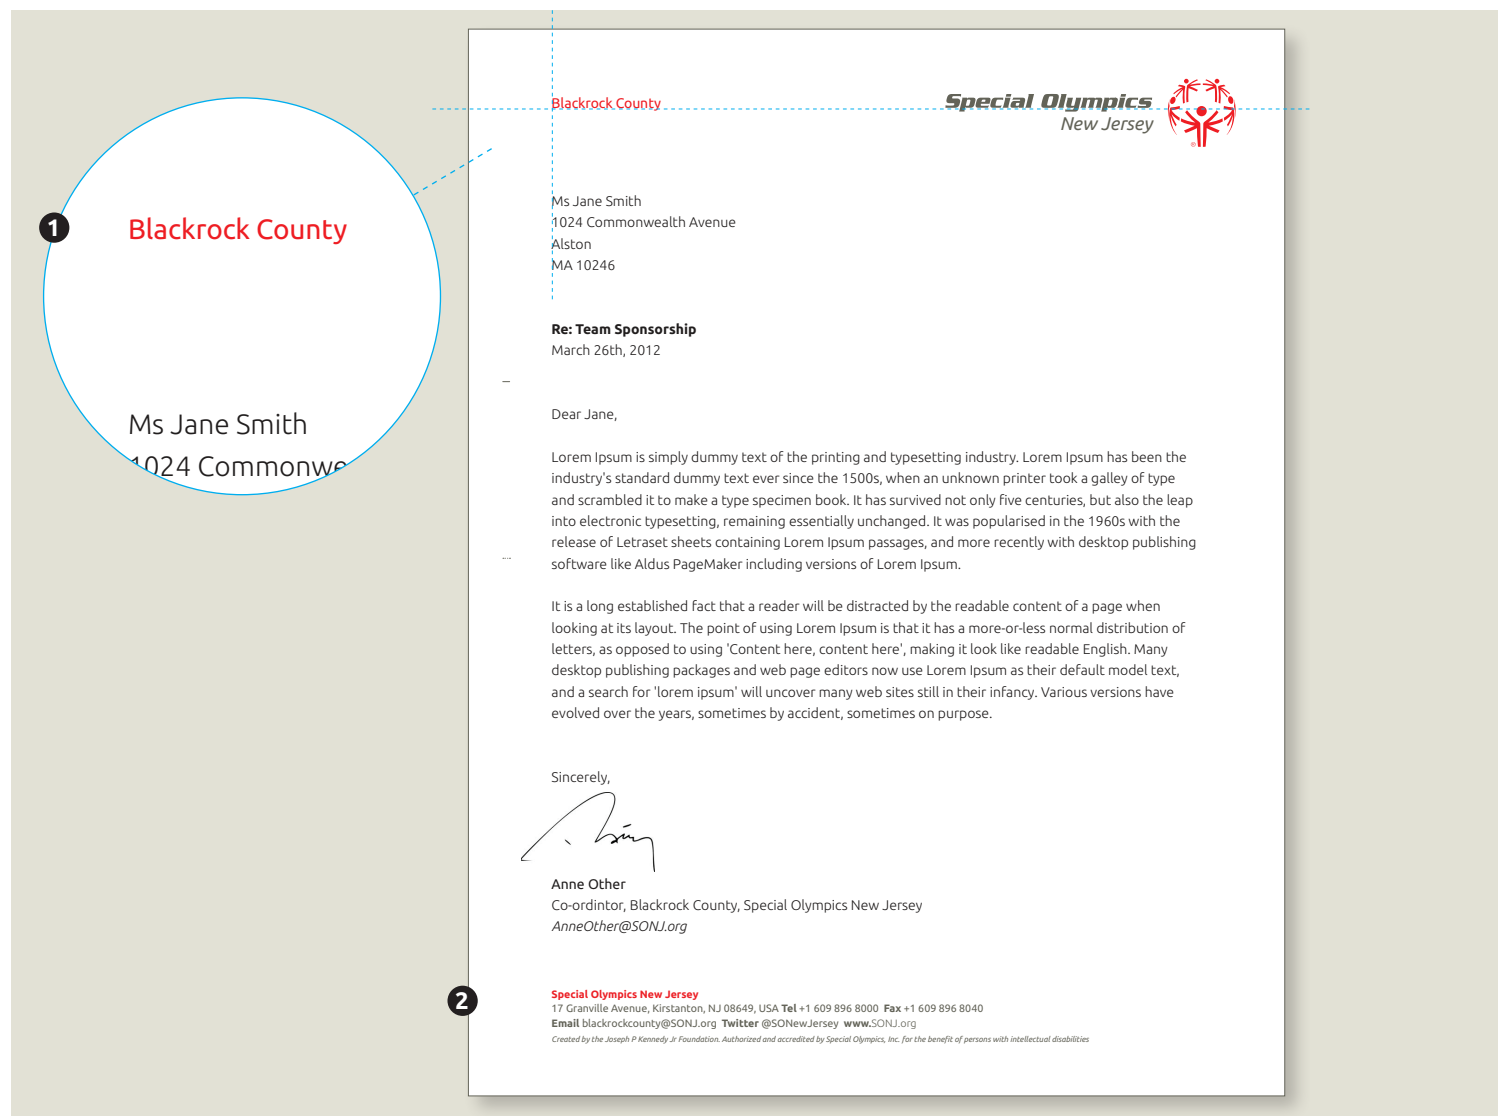 Blackrock County
Special Olympics
New Jersey
1
Blackrock County
Ms Jane Smith
1024 Commonwe
Ms Jane Smith
1024 Commonwealth Avenue
Alston
MA 10246
Re: Team Sponsorship
March 26th, 2012
Dear Jane,
Lorem Ipsum is simply dummy text of the printing and typesetting industry. Lorem Ipsum has been the
industry's standard dummy text ever since the 1500s, when an unknown printer took a galley of type
and scrambled it to make a type specimen book. It has survived not only five centuries, but also the leap
into electronic typesetting, remaining essentially unchanged. It was popularised in the 1960s with the
release of Letraset sheets containing Lorem Ipsum passages, and more recently with desktop publishing
software like Aldus PageMaker including versions of Lorem Ipsum.
It is a long established fact that a reader will be distracted by the readable content of a page when
looking at its layout. The point of using Lorem Ipsum is that it has a more-or-less normal distribution of
letters, as opposed to using 'Content here, content here', making it look like readable English. Many
desktop publishing packages and web page editors now use Lorem Ipsum as their default model text,
and a search for 'lorem ipsum' will uncover many web sites still in their infancy. Various versions have
evolved over the years, sometimes by accident, sometimes on purpose.
Sincerely,
Anne Other
Co-ordintor, Blackrock County, Special Olympics New Jersey
AnneOther@SONJ.org
2
Special Olympics New Jersey
17 Granville Avenue, Kirstanton, NJ 08649, USA Tel +1 609 896 8000 Fax +1 609 896 8040
Email blackrockcounty@SONJ.org Twitter @SONewJersey www.SONJ.org
Created by the Joseph P Kennedy Jr Foundation. Authorized and accredited by Special Olympics, Inc. for the benefit of persons with intellectual disabilities